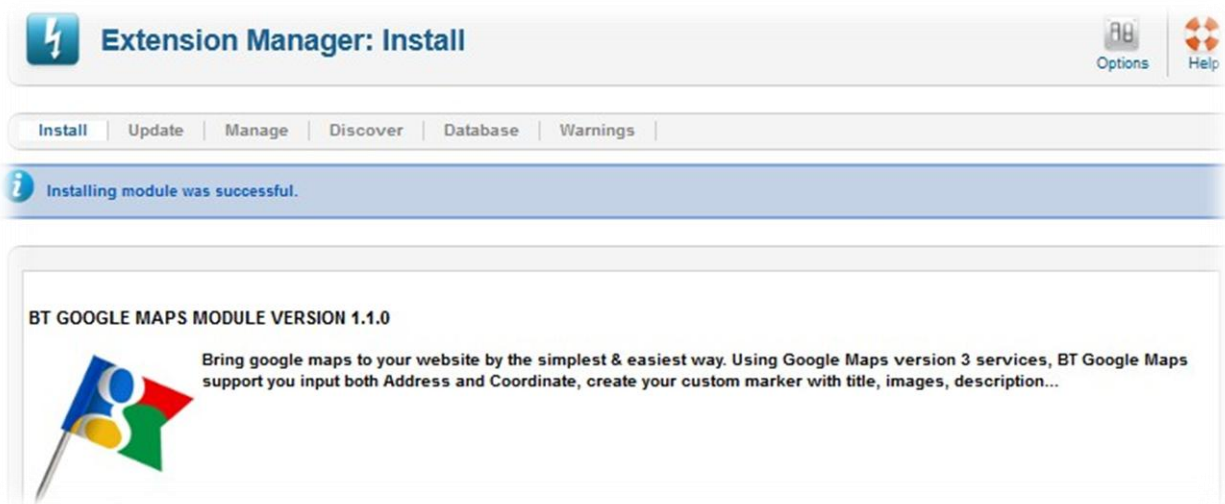 Extension Manager: Install
Options
Help
Install
Update
Manage
Discover
Database
Warnings
Installing module was successful.
BT GOOGLE MAPS MODULE VERSION 1.1.0
Bring google maps to your website by the simplest & easiest way. Using Google Maps version 3 services, BT Google Maps
support you input both Address and Coordinate, create your custom marker with title, images, description...
g